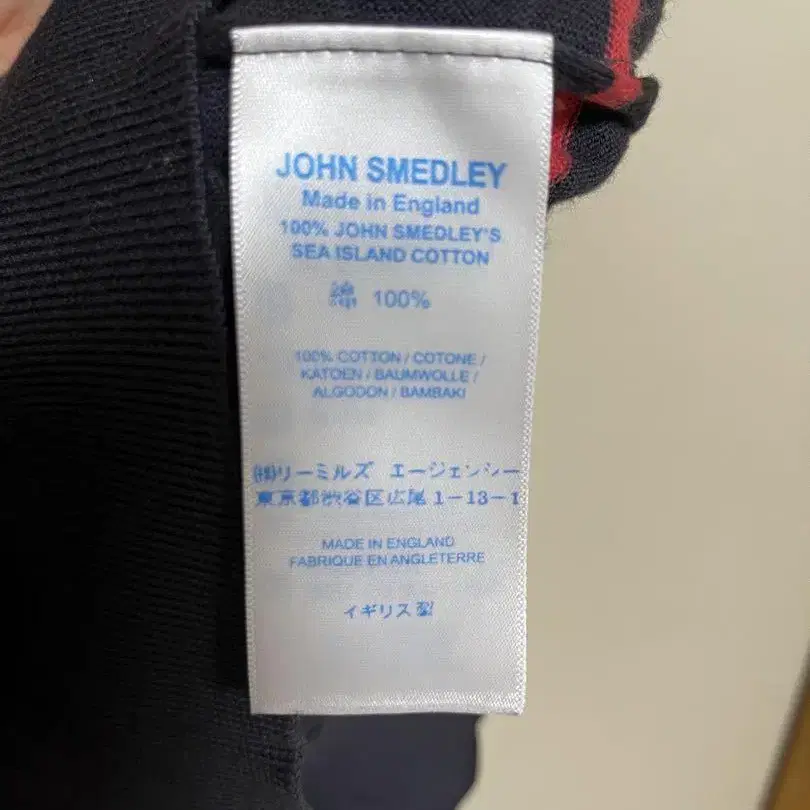 JOHN SMEDLEY
Made in England
100% JOHN SMEDLEY'S
SEA ISLAND COTTON
綿 100%
100% COTTON / COTONE /
KATOEN / BAUMWOLLE /
ALGODON / BAMBAKI
㈱リーミルズ エージェンシー
東京都渋谷区広尾1-13-1
MADE IN ENGLAND
FABRIQUE EN ANGLETERRE
イギリス製